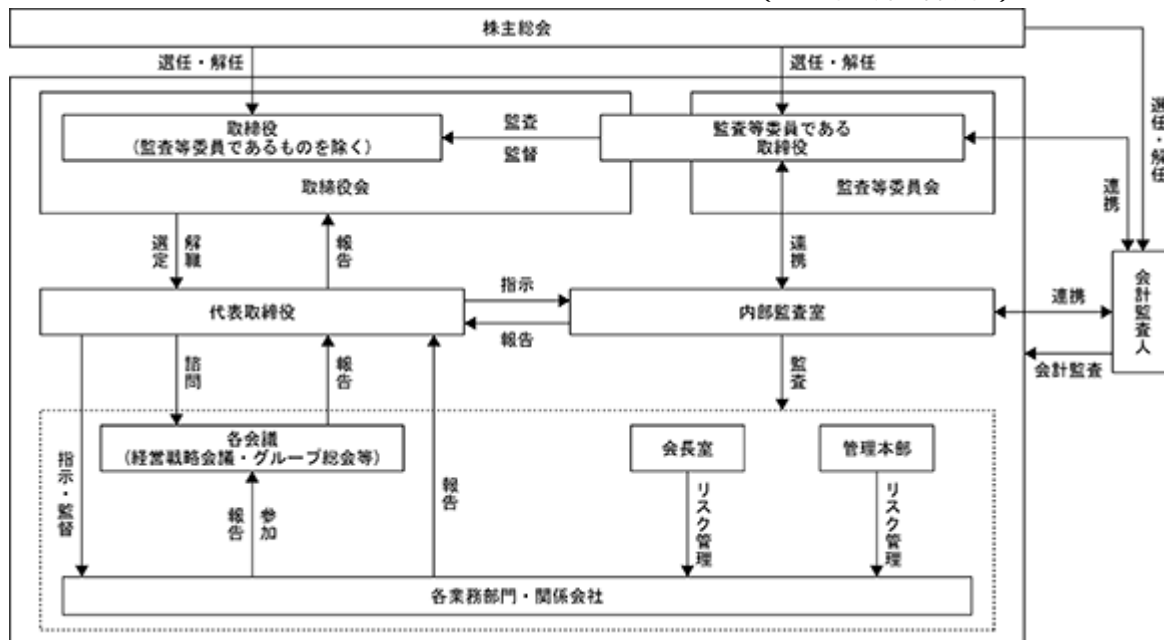 株主総会
選任・解任
選任・解任
選任・解任
取締役
(監査等委員であるものを除く)
監査
監督
監査等委員である
取締役
取締役会
監査等委員会
連携
選定
解職
報告
連携
会計監査人
代表取締役
指示
報告
内部監査室
連携
会計監査
諮問
報告
監査
各会議
(経営戦略会議・グループ総会等)
会長室
管理本部
指示・監督
報告
参加
報告
リスク管理
リスク管理
各業務部門・関係会社